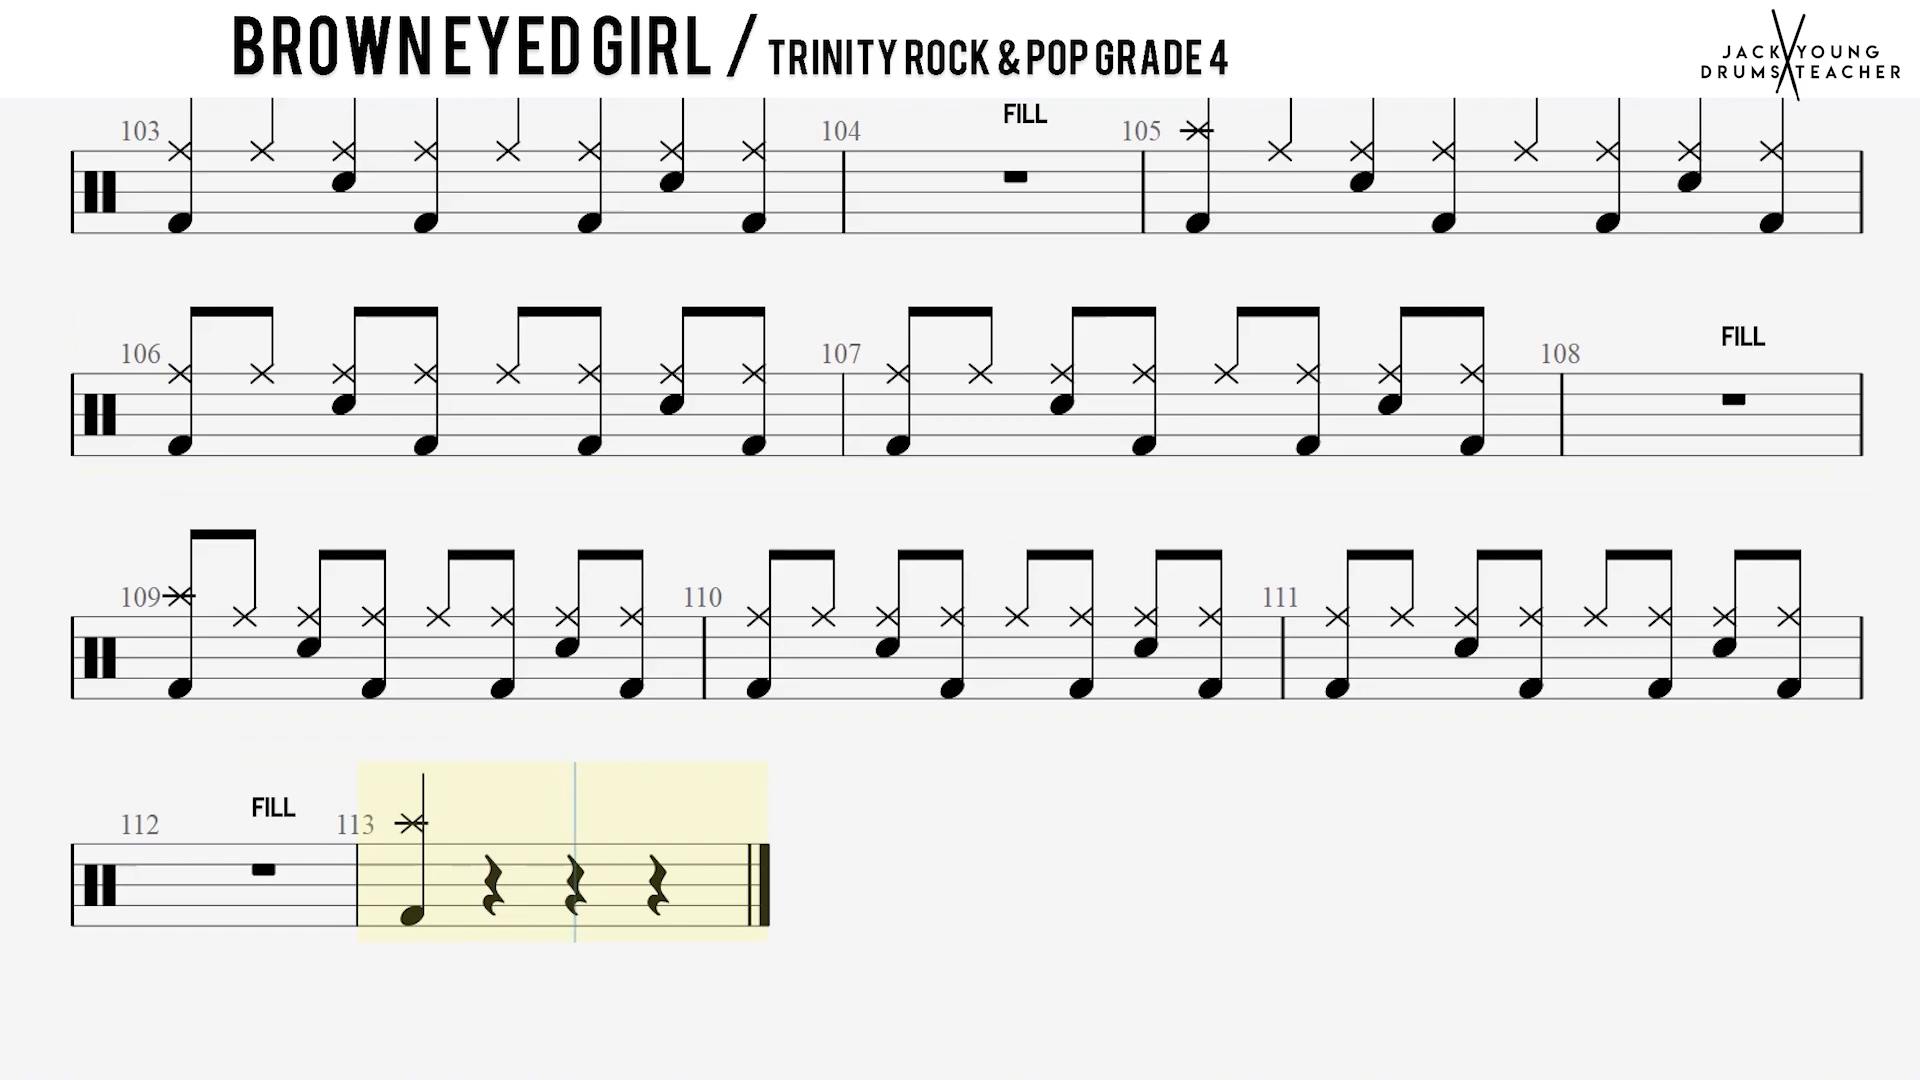 BROWN EYED GIRL / TRINITY ROCK & POP GRADE 4
JACK YOUNG
DRUMS TEACHER
103 104 FILL 105
106 107 108 FILL
109 110 111
112 FILL 113